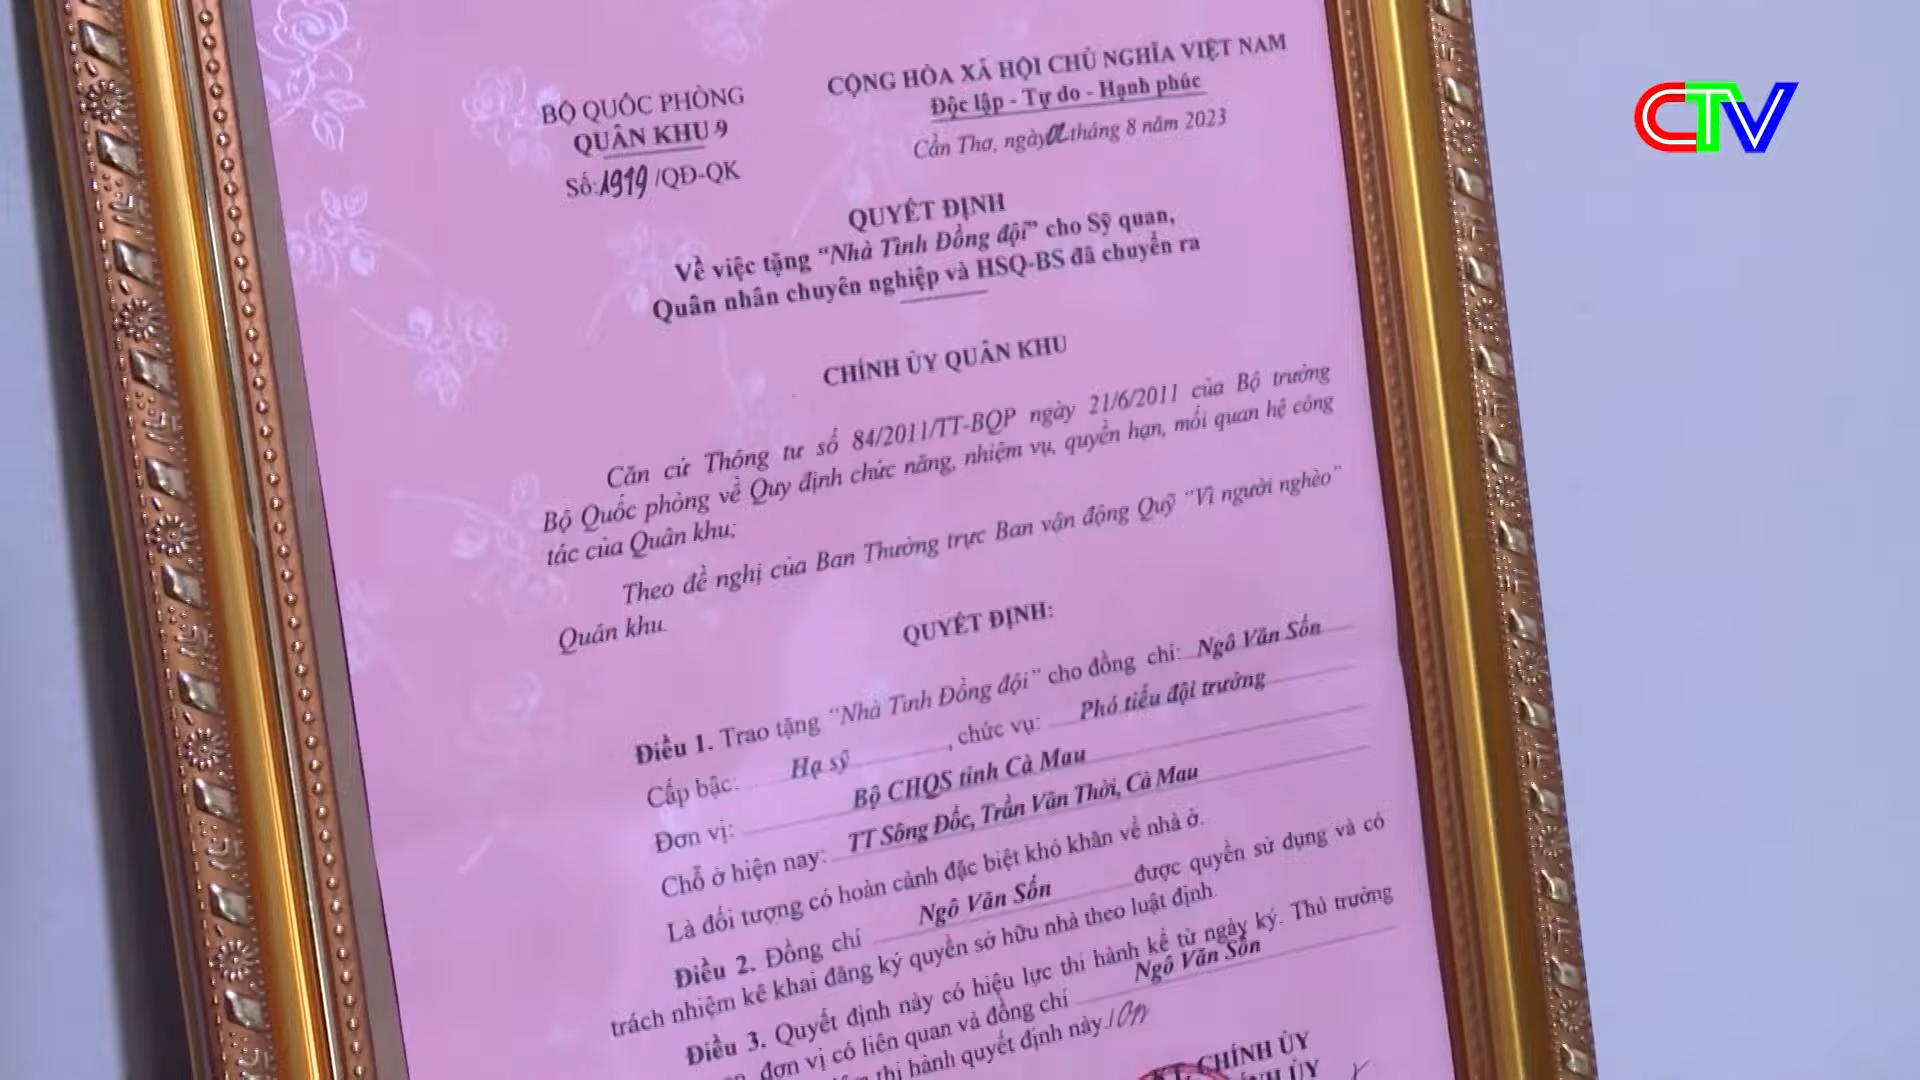 BỘ QUỐC PHÒNG
QUÂN KHU 9
Số:1919/QĐ-QK
CỘNG HÒA XÃ HỘI CHỦ NGHĨA VIỆT NAM
Độc lập - Tự do - Hạnh phúc
Cần Thơ, ngày tháng 8 năm 2023
CTV
QUYẾT ĐỊNH
Về việc tặng “Nhà Tình Đồng đội” cho Sỹ quan,
Quân nhân chuyên nghiệp và HSQ-BS đã chuyển ra
CHÍNH ỦY QUÂN KHU
Căn cứ Thông tư số 84/2011/TT-BQP ngày 21/6/2011 của Bộ trưởng
Bộ Quốc phòng về Quy định chức năng, nhiệm vụ, quyền hạn, mối quan hệ công
tác của Quân khu;
Theo đề nghị của Ban Thường trực Ban vận động Quỹ “Vì người nghèo”
Quân khu.
QUYẾT ĐỊNH:
Điều 1. Trao tặng “Nhà Tình Đồng đội” cho đồng chí: Ngô Văn Sốn
Cấp bậc: Hạ sỹ, chức vụ: Phó tiểu đội trưởng
Đơn vị: Bộ CHQS tỉnh Cà Mau
Chỗ ở hiện nay: TT Sông Đốc, Trần Văn Thời, Cà Mau
Là đối tượng có hoàn cảnh đặc biệt khó khăn về nhà ở.
Điều 2. Đồng chí Ngô Văn Sốn được quyền sử dụng và có
trách nhiệm kê khai đăng ký quyền sở hữu nhà theo luật định.
Điều 3. Quyết định này có hiệu lực thi hành kể từ ngày ký. Thủ trưởng
đơn vị có liên quan và đồng chí Ngô Văn Sốn
thi hành quyết định này./.
KT. CHÍNH ỦY
CHÍNH ỦY